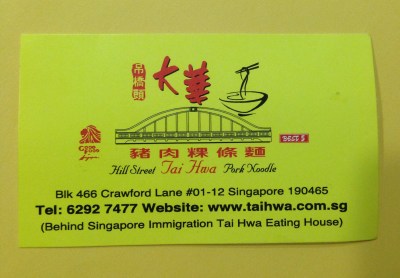 吊橋頭
大華
豬肉粿條麵
Hill Street Tai Hwa Pork Noodle
Blk 466 Crawford Lane #01-12 Singapore 190465
Tel: 6292 7477 Website: www.taihwa.com.sg
(Behind Singapore Immigration Tai Hwa Eating House)